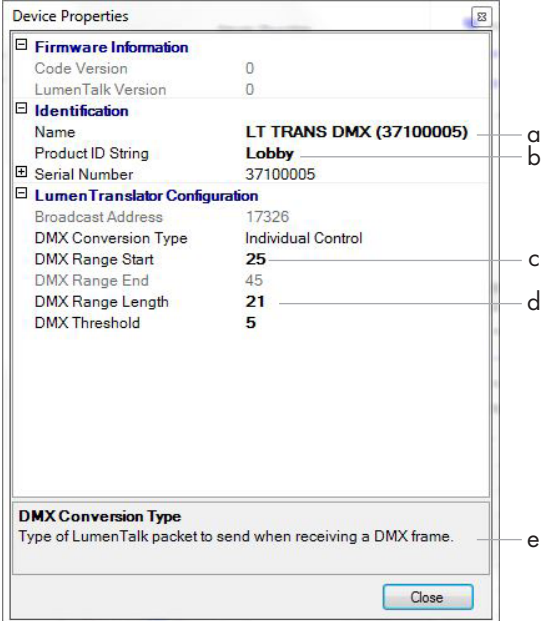 Device Properties
Firmware Information
Code Version 0
LumenTalk Version 0
Identification
Name LT TRANS DMX (37100005) a
Product ID String Lobby b
Serial Number 37100005
LumenTranslator Configuration
Broadcast Address 17326
DMX Conversion Type Individual Control
DMX Range Start 25 c
DMX Range End 45
DMX Range Length 21 d
DMX Threshold 5
DMX Conversion Type
Type of LumenTalk packet to send when receiving a DMX frame. e
Close